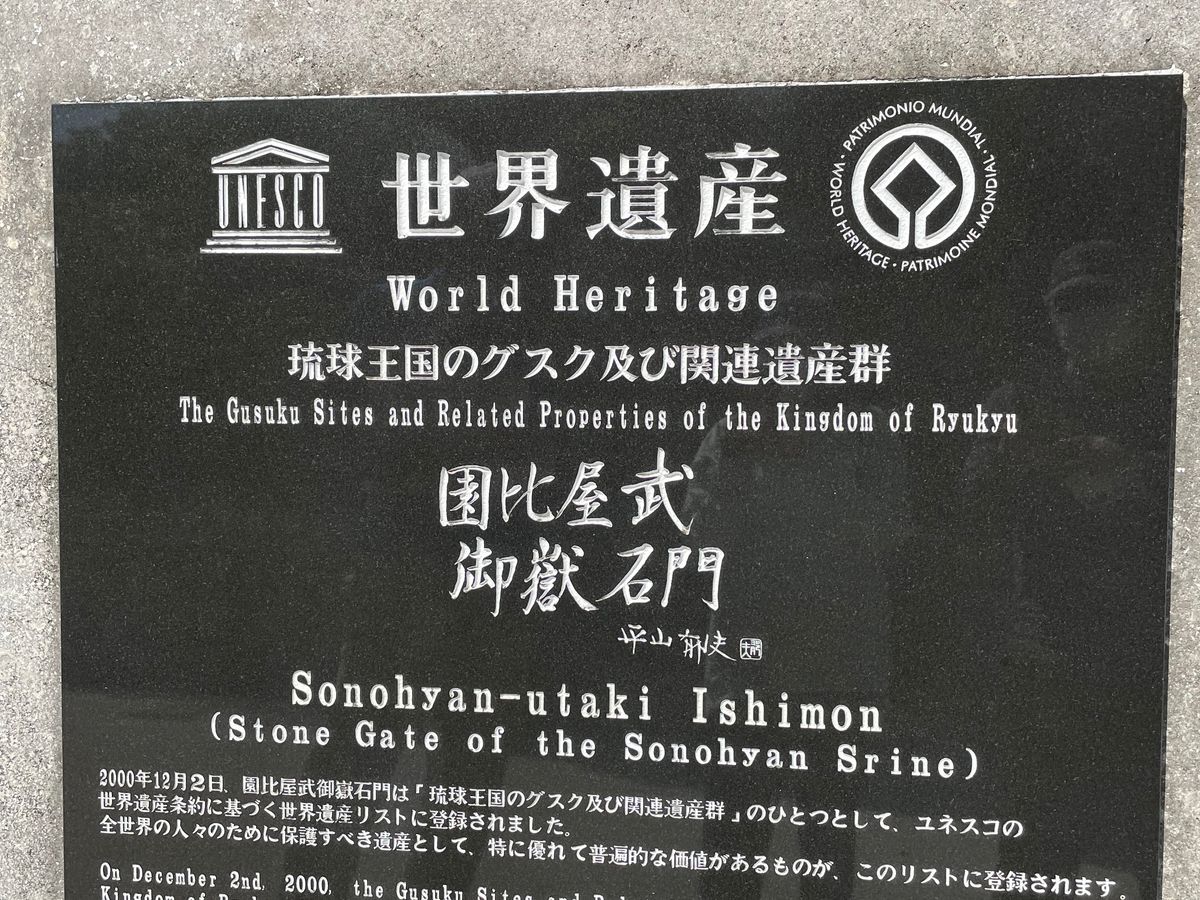 UNESCO
世界遺産
WORLD HERITAGE · PATRIMONIO MUNDIAL · PATRIMOINE MONDIAL ·
World Heritage
琉球王国のグスク及び関連遺産群
The Gusuku Sites and Related Properties of the Kingdom of Ryukyu
園比屋武
御嶽石門
平山郁夫
Sonohyan-utaki Ishimon
(Stone Gate of the Sonohyan Srine)
2000年12月2日、園比屋武御嶽石門は「琉球王国のグスク及び関連遺産群」のひとつとして、ユネスコの
世界遺産条約に基づく世界遺産リストに登録されました。
全世界の人々のために保護すべき遺産として、特に優れて普遍的な価値があるものが、このリストに登録されます。
On December 2nd, 2000, the Gusuku Sites and
Kingdom of